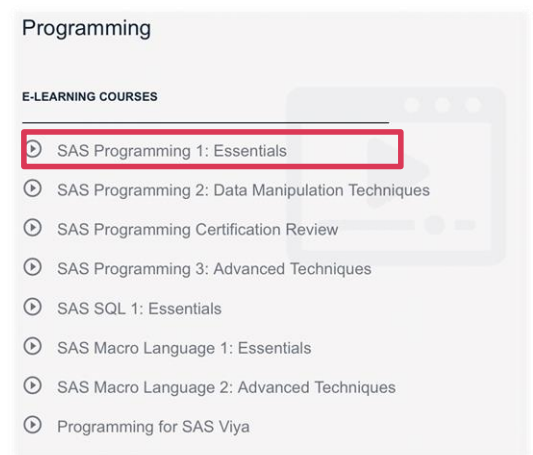 Programming
E-LEARNING COURSES
SAS Programming 1: Essentials
SAS Programming 2: Data Manipulation Techniques
SAS Programming Certification Review
SAS Programming 3: Advanced Techniques
SAS SQL 1: Essentials
SAS Macro Language 1: Essentials
SAS Macro Language 2: Advanced Techniques
Programming for SAS Viya